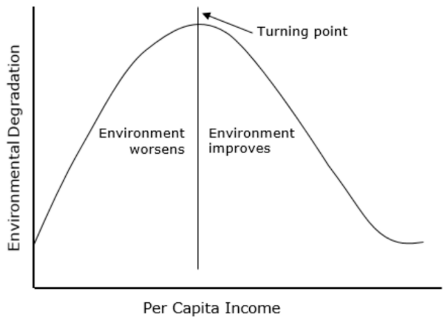 Turning point
Environmental Degradation
Environment
worsens
Environment
improves
Per Capita Income